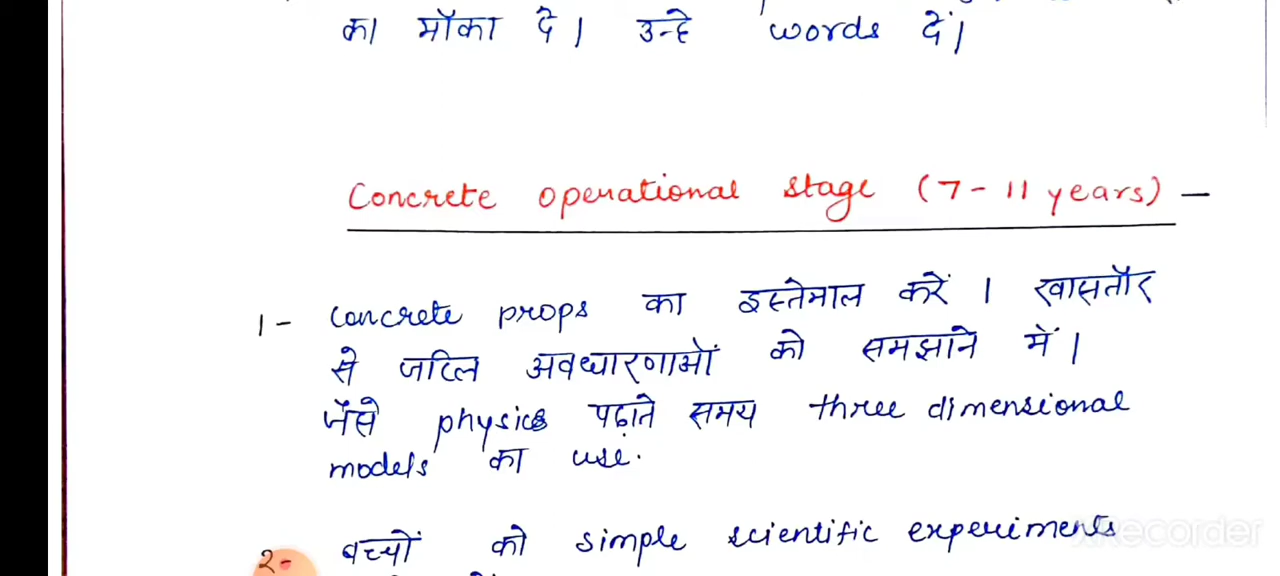 का मौका दे। उन्हे words दें।
Concrete operational stage (7 - 11 years) -
1- concrete props का इस्तेमाल करें । खासतौर
से जटिल अवधारणाओं को समझाने में।
जैसे physics पढ़ाते समय three dimensional
models का use.
2- बच्चों को simple scientific experiments
XRecorder